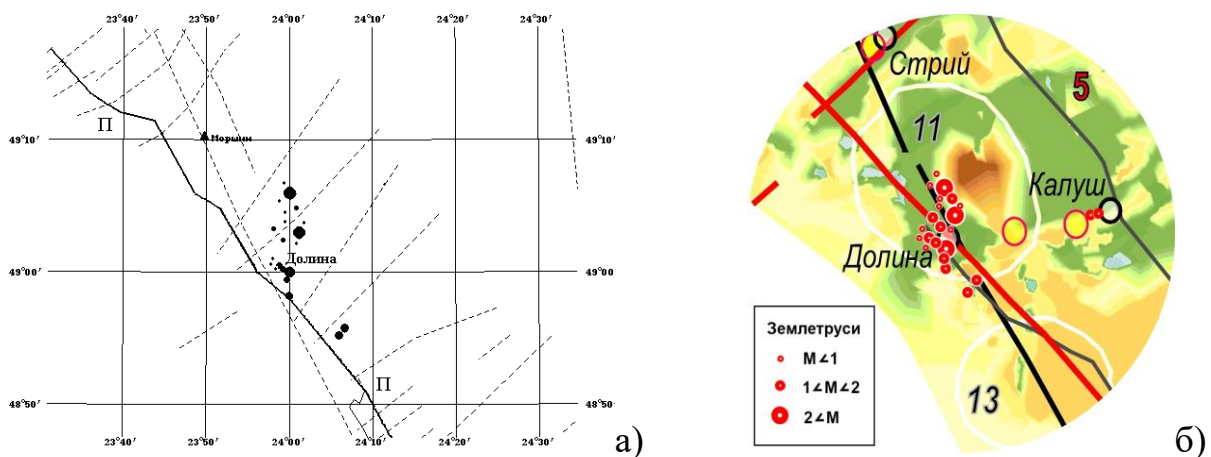 23°40' 23°50' 24°00' 24°10' 24°20' 24°30'
П
49°10' Моршин 49°10'
Долина
49°00' 49°00'
П
48°50' 48°50'
23°40' 23°50' 24°00' 24°10' 24°20' 24°30'
а)
Стрий
5
11
Калуш
Долина
13
Землетруси
M∠1
1∠M∠2
2∠M
б)